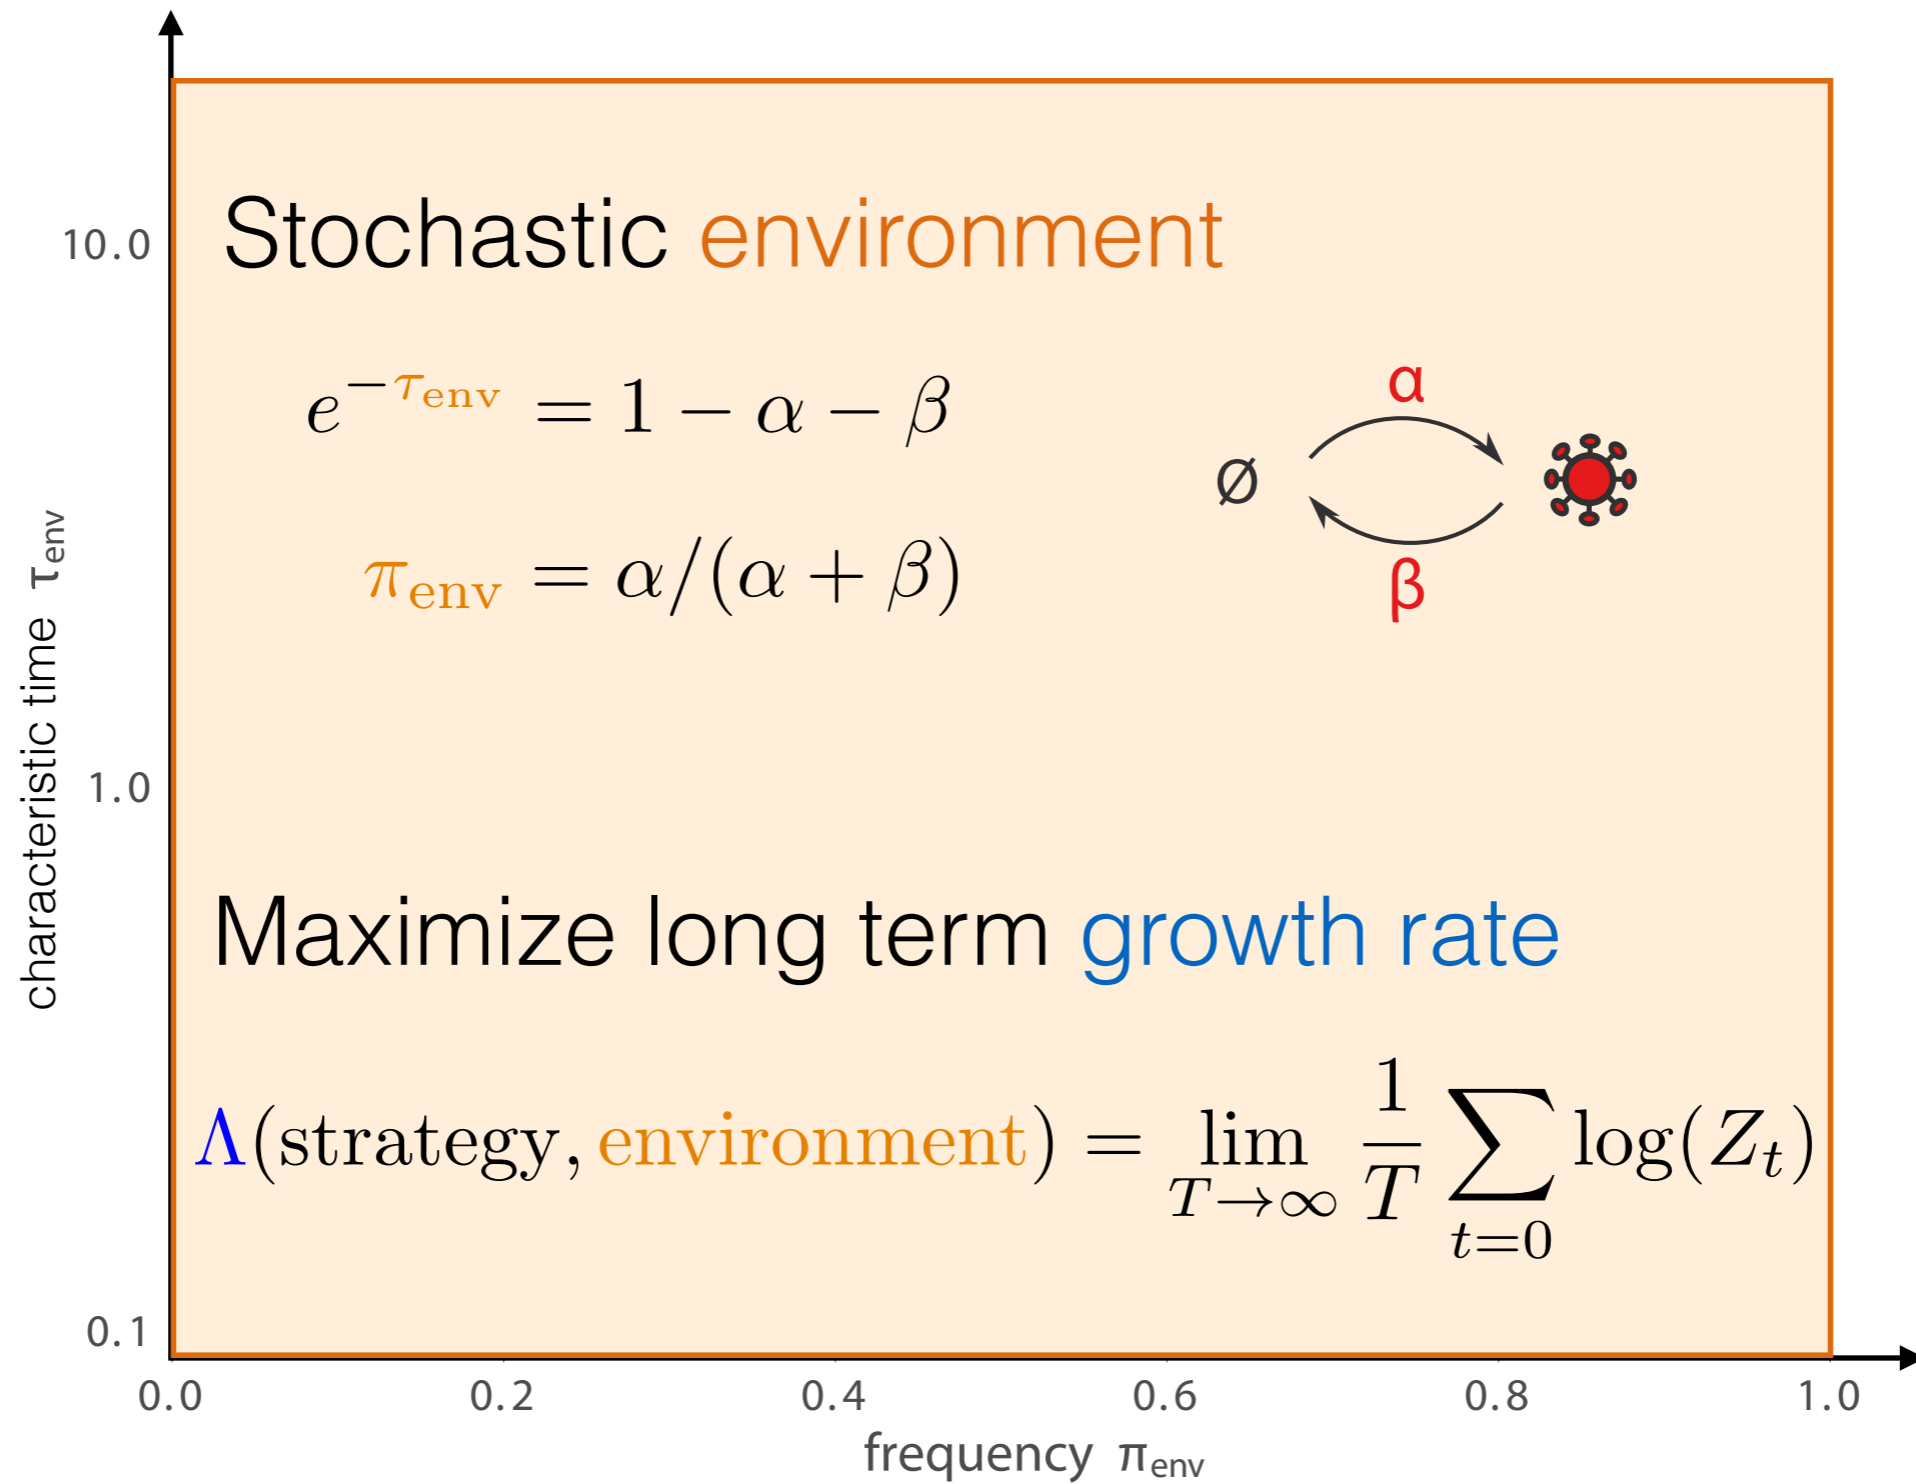 Stochastic environment
10.0
e^{-τ_env} = 1 − α − β
π_env = α/(α + β)
α
Ø
β
characteristic time τ_env
1.0
Maximize long term growth rate
Λ(strategy, environment) = lim_{T→∞} 1/T ∑_{t=0} log(Z_t)
0.1
0.0 0.2 0.4 0.6 0.8 1.0
frequency π_env